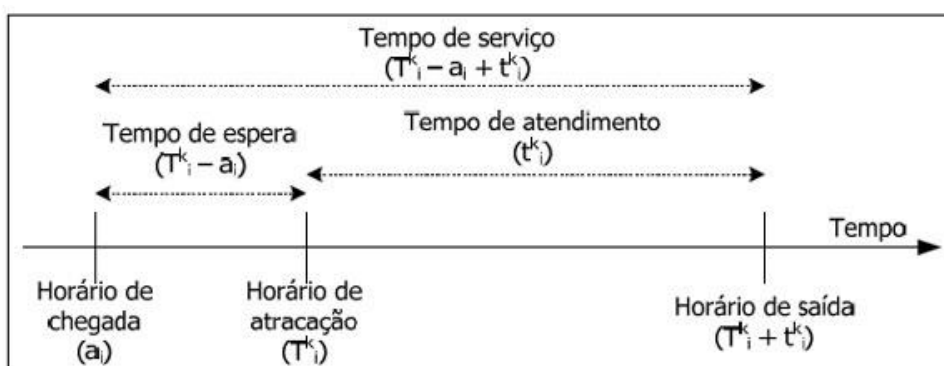 Tempo de serviço
(Tᵏᵢ – aᵢ + tᵏᵢ)
Tempo de espera
(Tᵏᵢ – aᵢ)
Tempo de atendimento
(tᵏᵢ)
Tempo
Horário de
chegada
(aᵢ)
Horário de
atracação
(Tᵏᵢ)
Horário de saída
(Tᵏᵢ + tᵏᵢ)